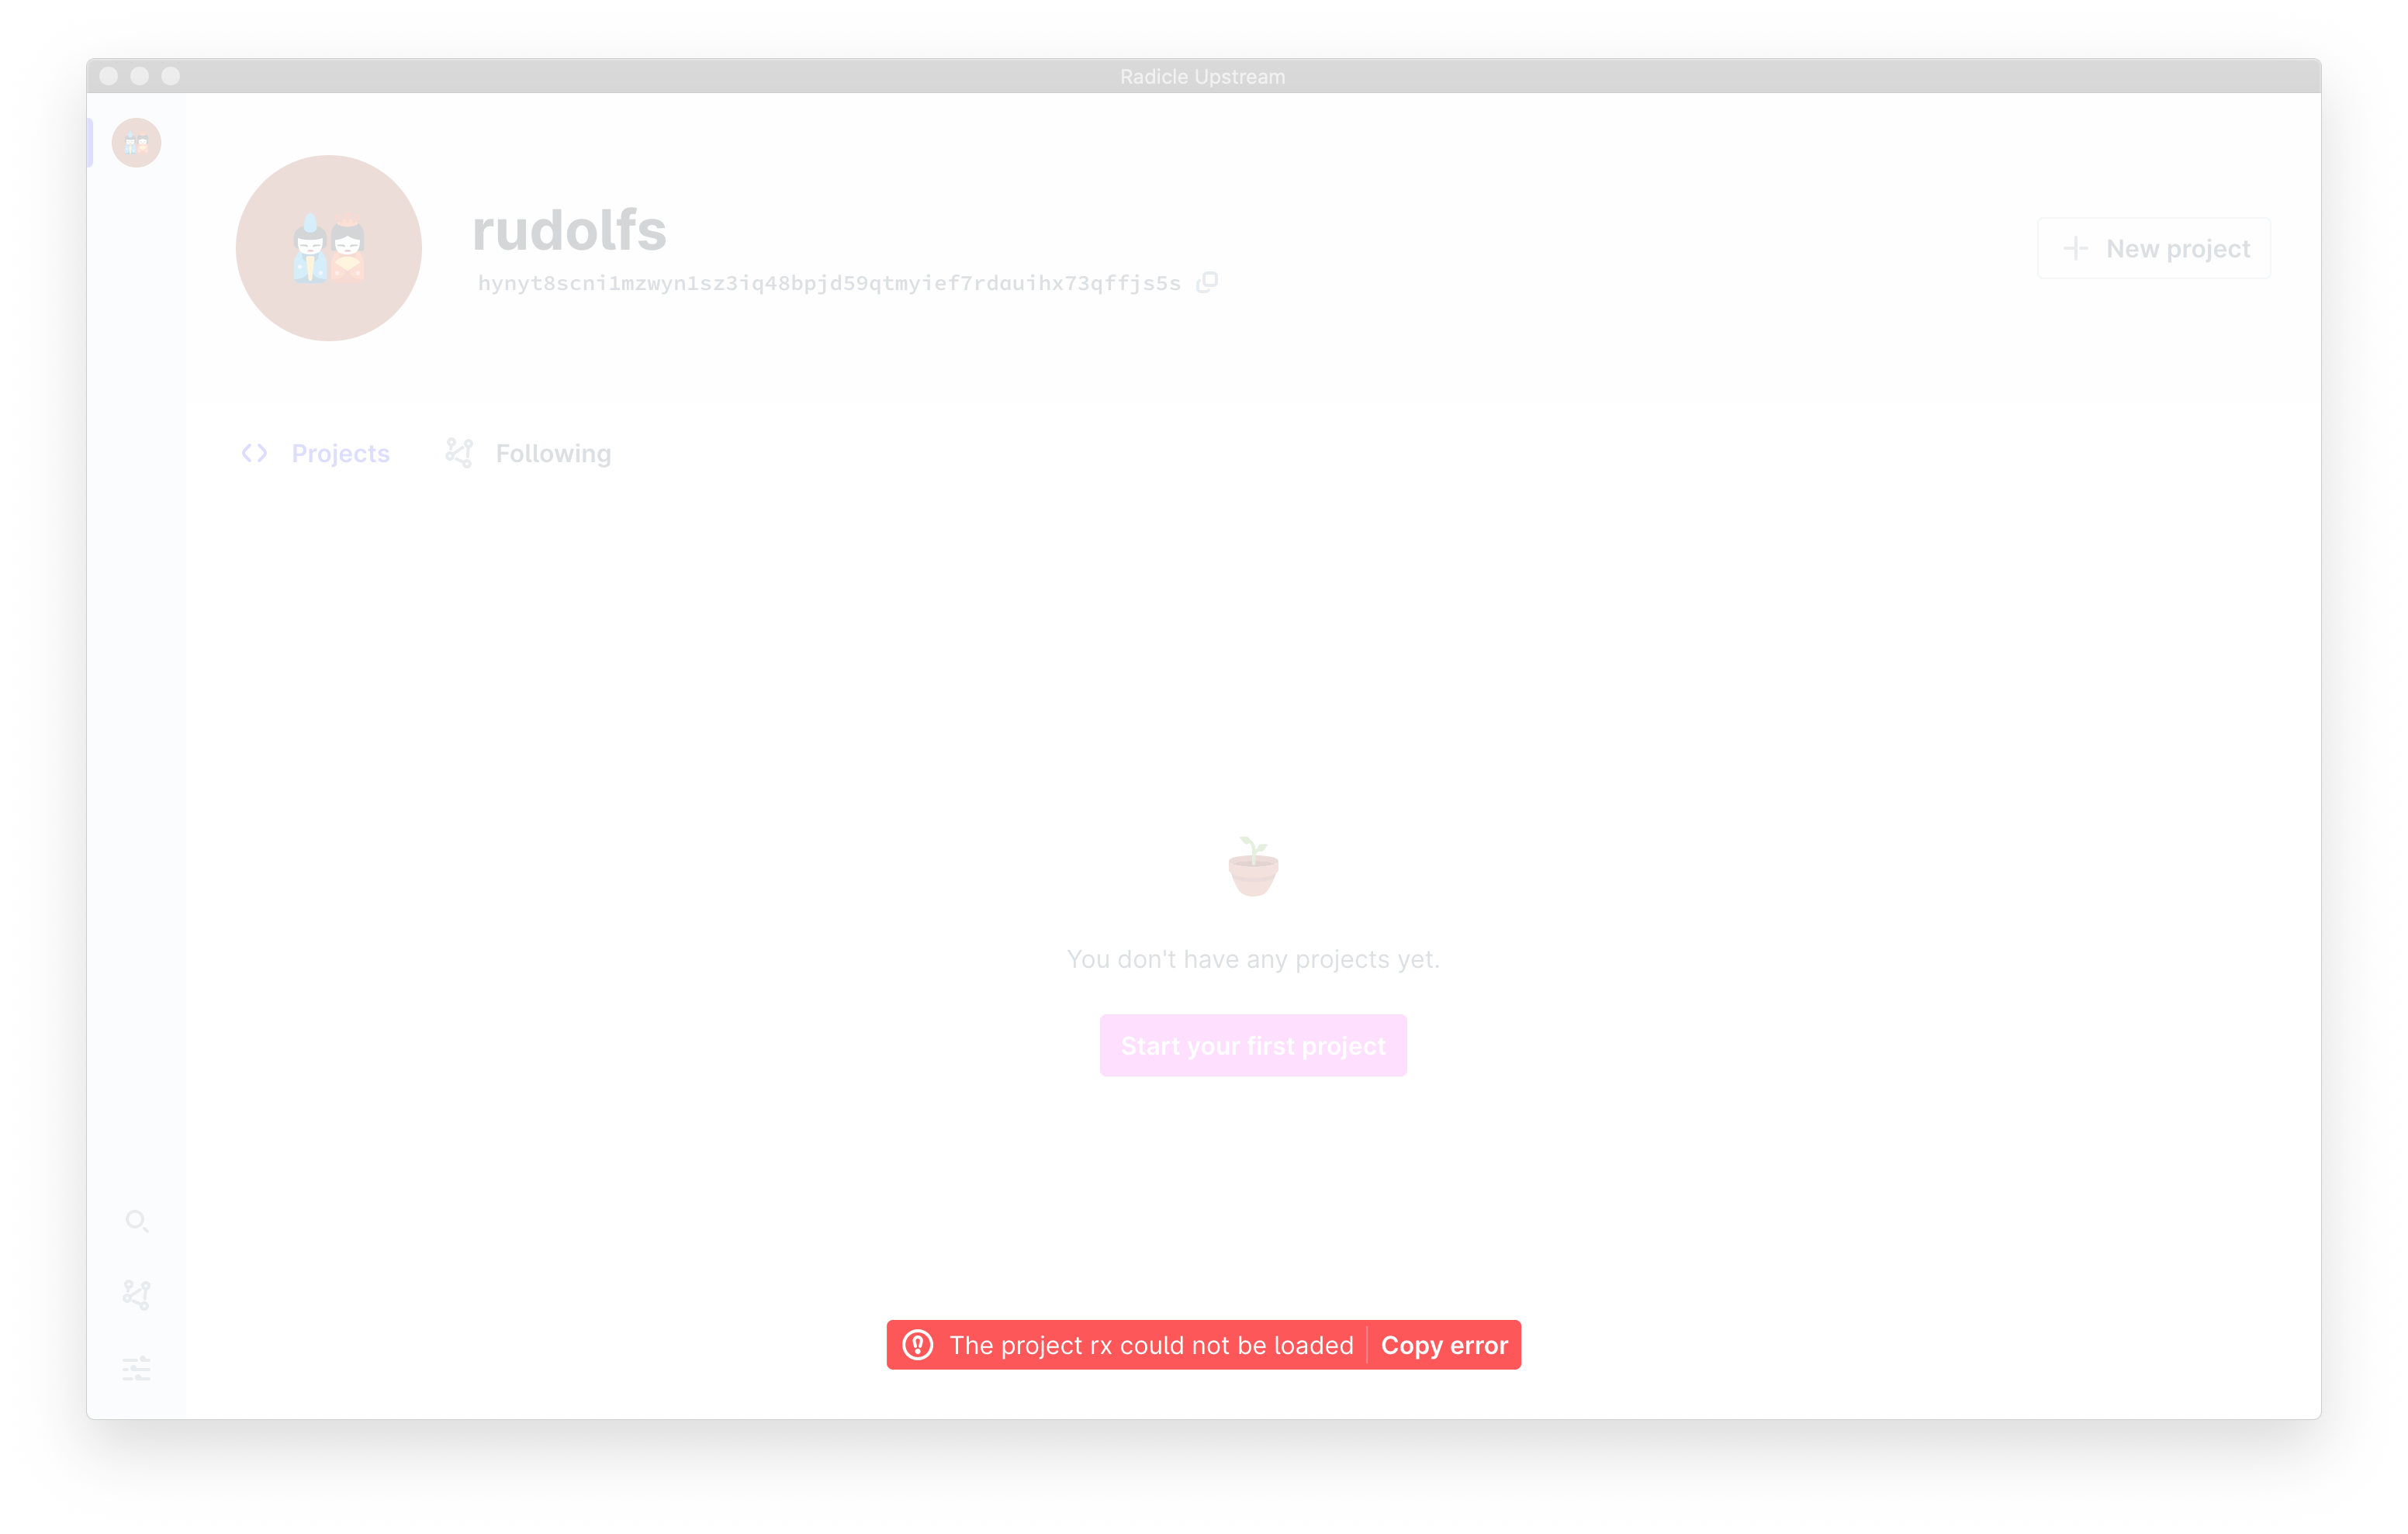 Radicle Upstream
rudolfs
hynyt8scni1mzwyn1sz3iq48bpjd59qtmyief7rdauihx73qffjs5s
New project
Projects
Following
You don't have any projects yet.
Start your first project
The project rx could not be loaded
Copy error